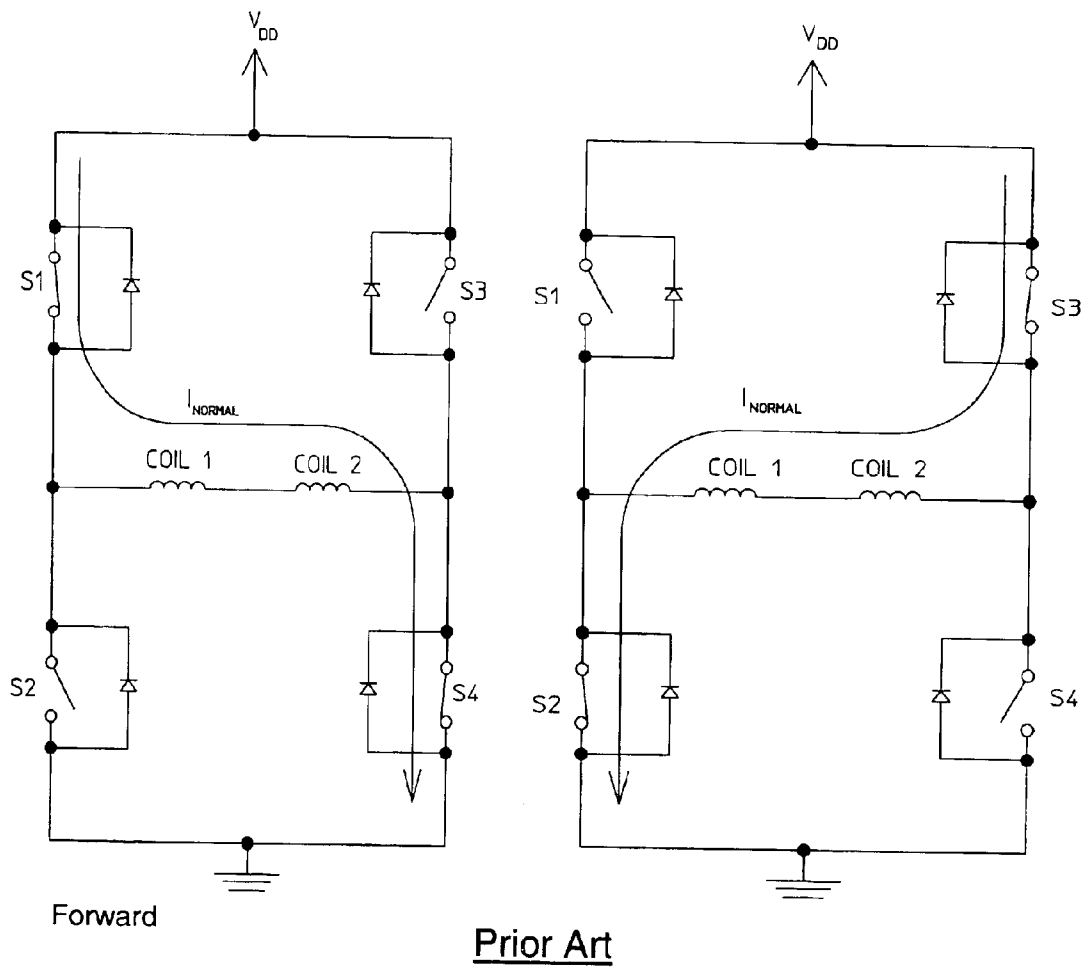 VDD
VDD
S1
S3
S1
S3
INORMAL
INORMAL
COIL 1
COIL 2
COIL 1
COIL 2
S2
S4
S2
S4
Forward
Prior Art